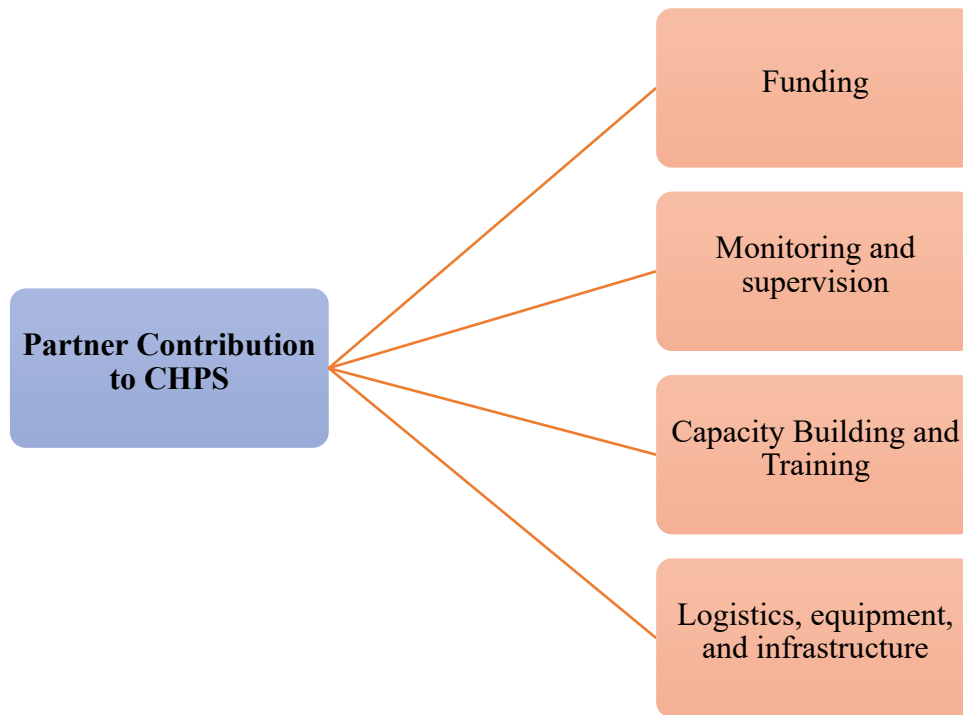 Funding
Monitoring and
supervision
Partner Contribution
to CHPS
Capacity Building and
Training
Logistics, equipment,
and infrastructure